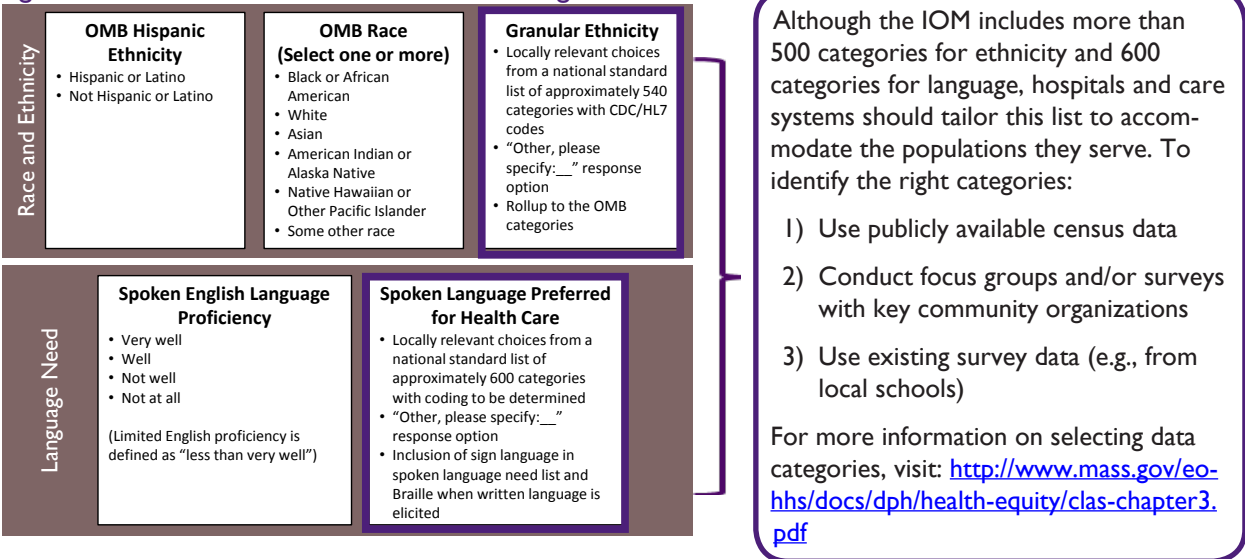 Race and Ethnicity
OMB Hispanic
Ethnicity
• Hispanic or Latino
• Not Hispanic or Latino
OMB Race
(Select one or more)
• Black or African
American
• White
• Asian
• American Indian or
Alaska Native
• Native Hawaiian or
Other Pacific Islander
• Some other race
Granular Ethnicity
• Locally relevant choices
from a national standard
list of approximately 540
categories with CDC/HL7
codes
• “Other, please
specify:__” response
option
• Rollup to the OMB
categories
Language Need
Spoken English Language
Proficiency
• Very well
• Well
• Not well
• Not at all
(Limited English proficiency is
defined as “less than very well”)
Spoken Language Preferred
for Health Care
• Locally relevant choices from a
national standard list of
approximately 600 categories
with coding to be determined
• “Other, please specify:__”
response option
• Inclusion of sign language in
spoken language need list and
Braille when written language is
elicited
Although the IOM includes more than
500 categories for ethnicity and 600
categories for language, hospitals and care
systems should tailor this list to accom-
modate the populations they serve. To
identify the right categories:
1) Use publicly available census data
2) Conduct focus groups and/or surveys
with key community organizations
3) Use existing survey data (e.g., from
local schools)
For more information on selecting data
categories, visit: http://www.mass.gov/eo-
hhs/docs/dph/health-equity/clas-chapter3.
pdf